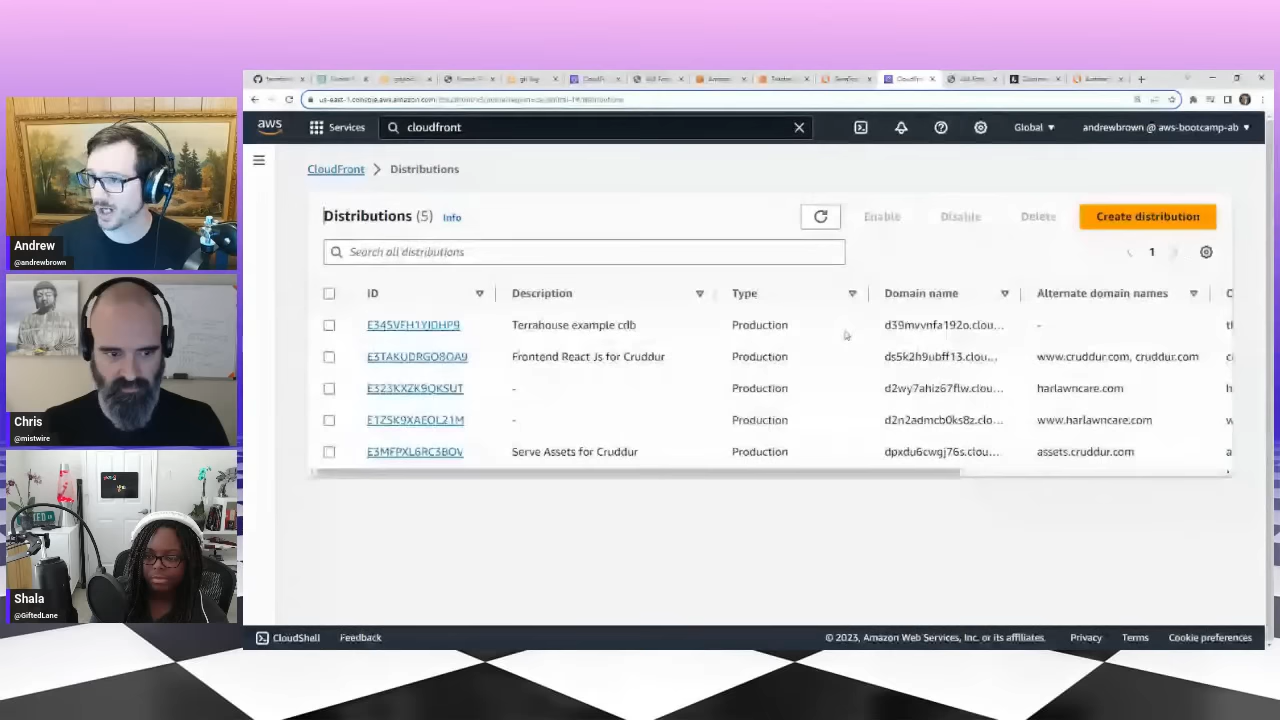 aws
Services
cloudfront
Global
andrewbrown @ aws-bootcamp-ab
CloudFront
Distributions
Distributions (5)
Info
Enable
Disable
Delete
Create distribution
Search all distributions
1
ID
Description
Type
Domain name
Alternate domain names
E345VFH1YJDHP9
Terrahouse example cdb
Production
-
E3TAKUDRGO8OA9
Frontend React Js for Cruddur
Production
ds5k2h9ubff13.clou...
www.cruddur.com, cruddur.com
E323KXZK9QKSUT
-
Production
d2wy7ahiz67flw.clou...
harlawncare.com
E1ZSK9XAEOL21M
-
Production
d2n2admcb0ks8z.clo...
www.harlawncare.com
E3MFPXL6RC3BOV
Serve Assets for Cruddur
Production
dpxdu6cwgj76s.clou...
assets.cruddur.com
CloudShell
Feedback
© 2023, Amazon Web Services, Inc. or its affiliates.
Privacy
Terms
Cookie preferences
Andrew
@andrewbrown
Chris
@mistwire
Shala
@GiftedLane